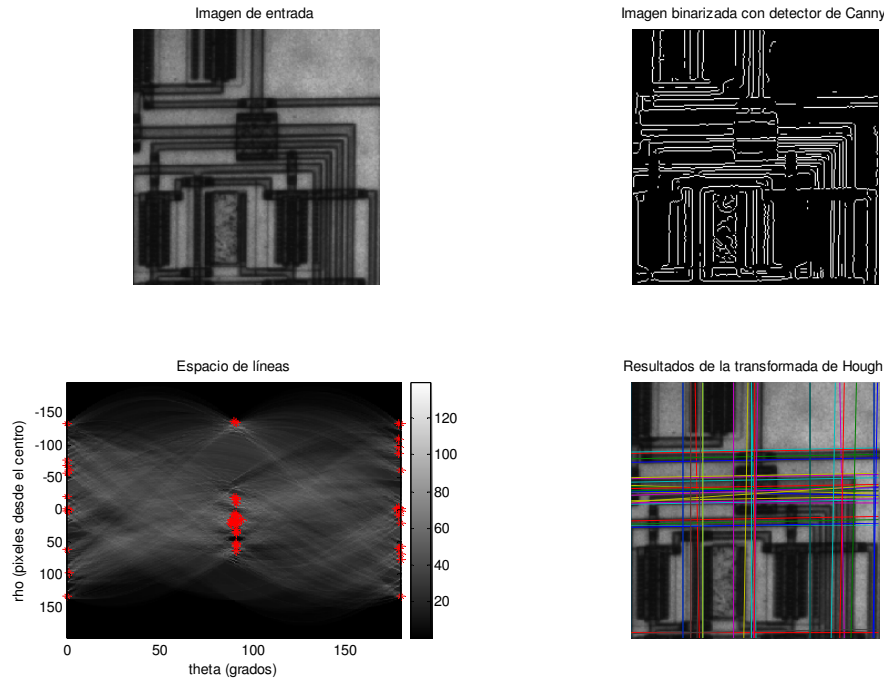 Imagen de entrada
Imagen binarizada con detector de Canny
Espacio de líneas
Resultados de la transformada de Hough
-150
-100
-50
0
50
100
150
rho (pixeles desde el centro)
0
50
100
150
theta (grados)
120
100
80
60
40
20